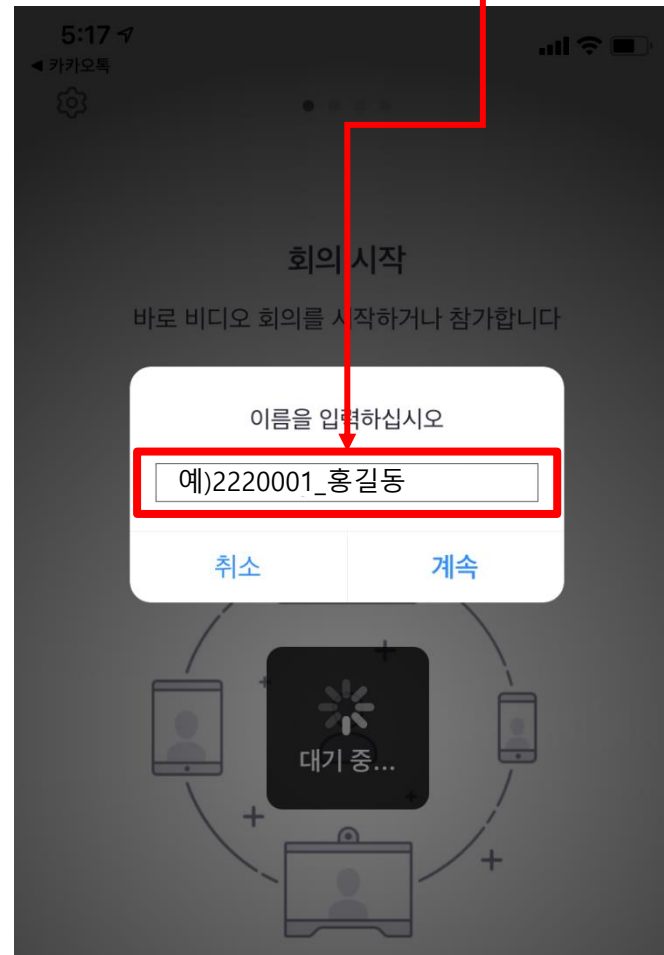 5:17
◀ 카카오톡
회의 시작
바로 비디오 회의를 시작하거나 참가합니다
이름을 입력하십시오
예)2220001_홍길동
취소
계속
대기 중...